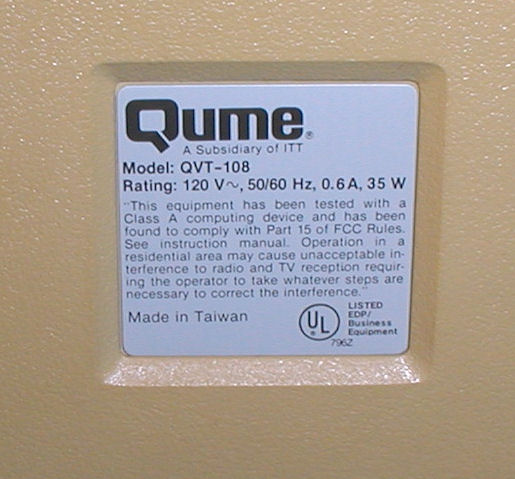 Qume®
A Subsidiary of ITT
Model: QVT-108
Rating: 120 V~, 50/60 Hz, 0.6 A, 35 W
"This equipment has been tested with a
Class A computing device and has been
found to comply with Part 15 of FCC Rules.
See instruction manual. Operation in a
residential area may cause unacceptable in-
terference to radio and TV reception requir-
ing the operator to take whatever steps are
necessary to correct the interference."
Made in Taiwan
UL®
LISTED
EDP/
Business
Equipment
796Z